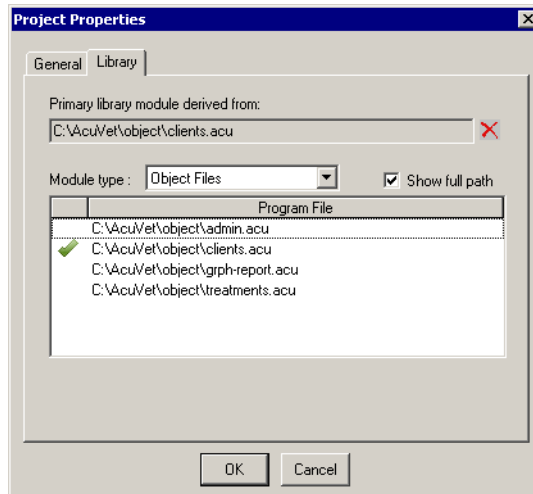 Project Properties
General Library
Primary library module derived from:
C:\AcuVet\object\clients.acu
Module type : Object Files Show full path
Program File
C:\AcuVet\object\admin.acu
C:\AcuVet\object\clients.acu
C:\AcuVet\object\grph-report.acu
C:\AcuVet\object\treatments.acu
OK Cancel